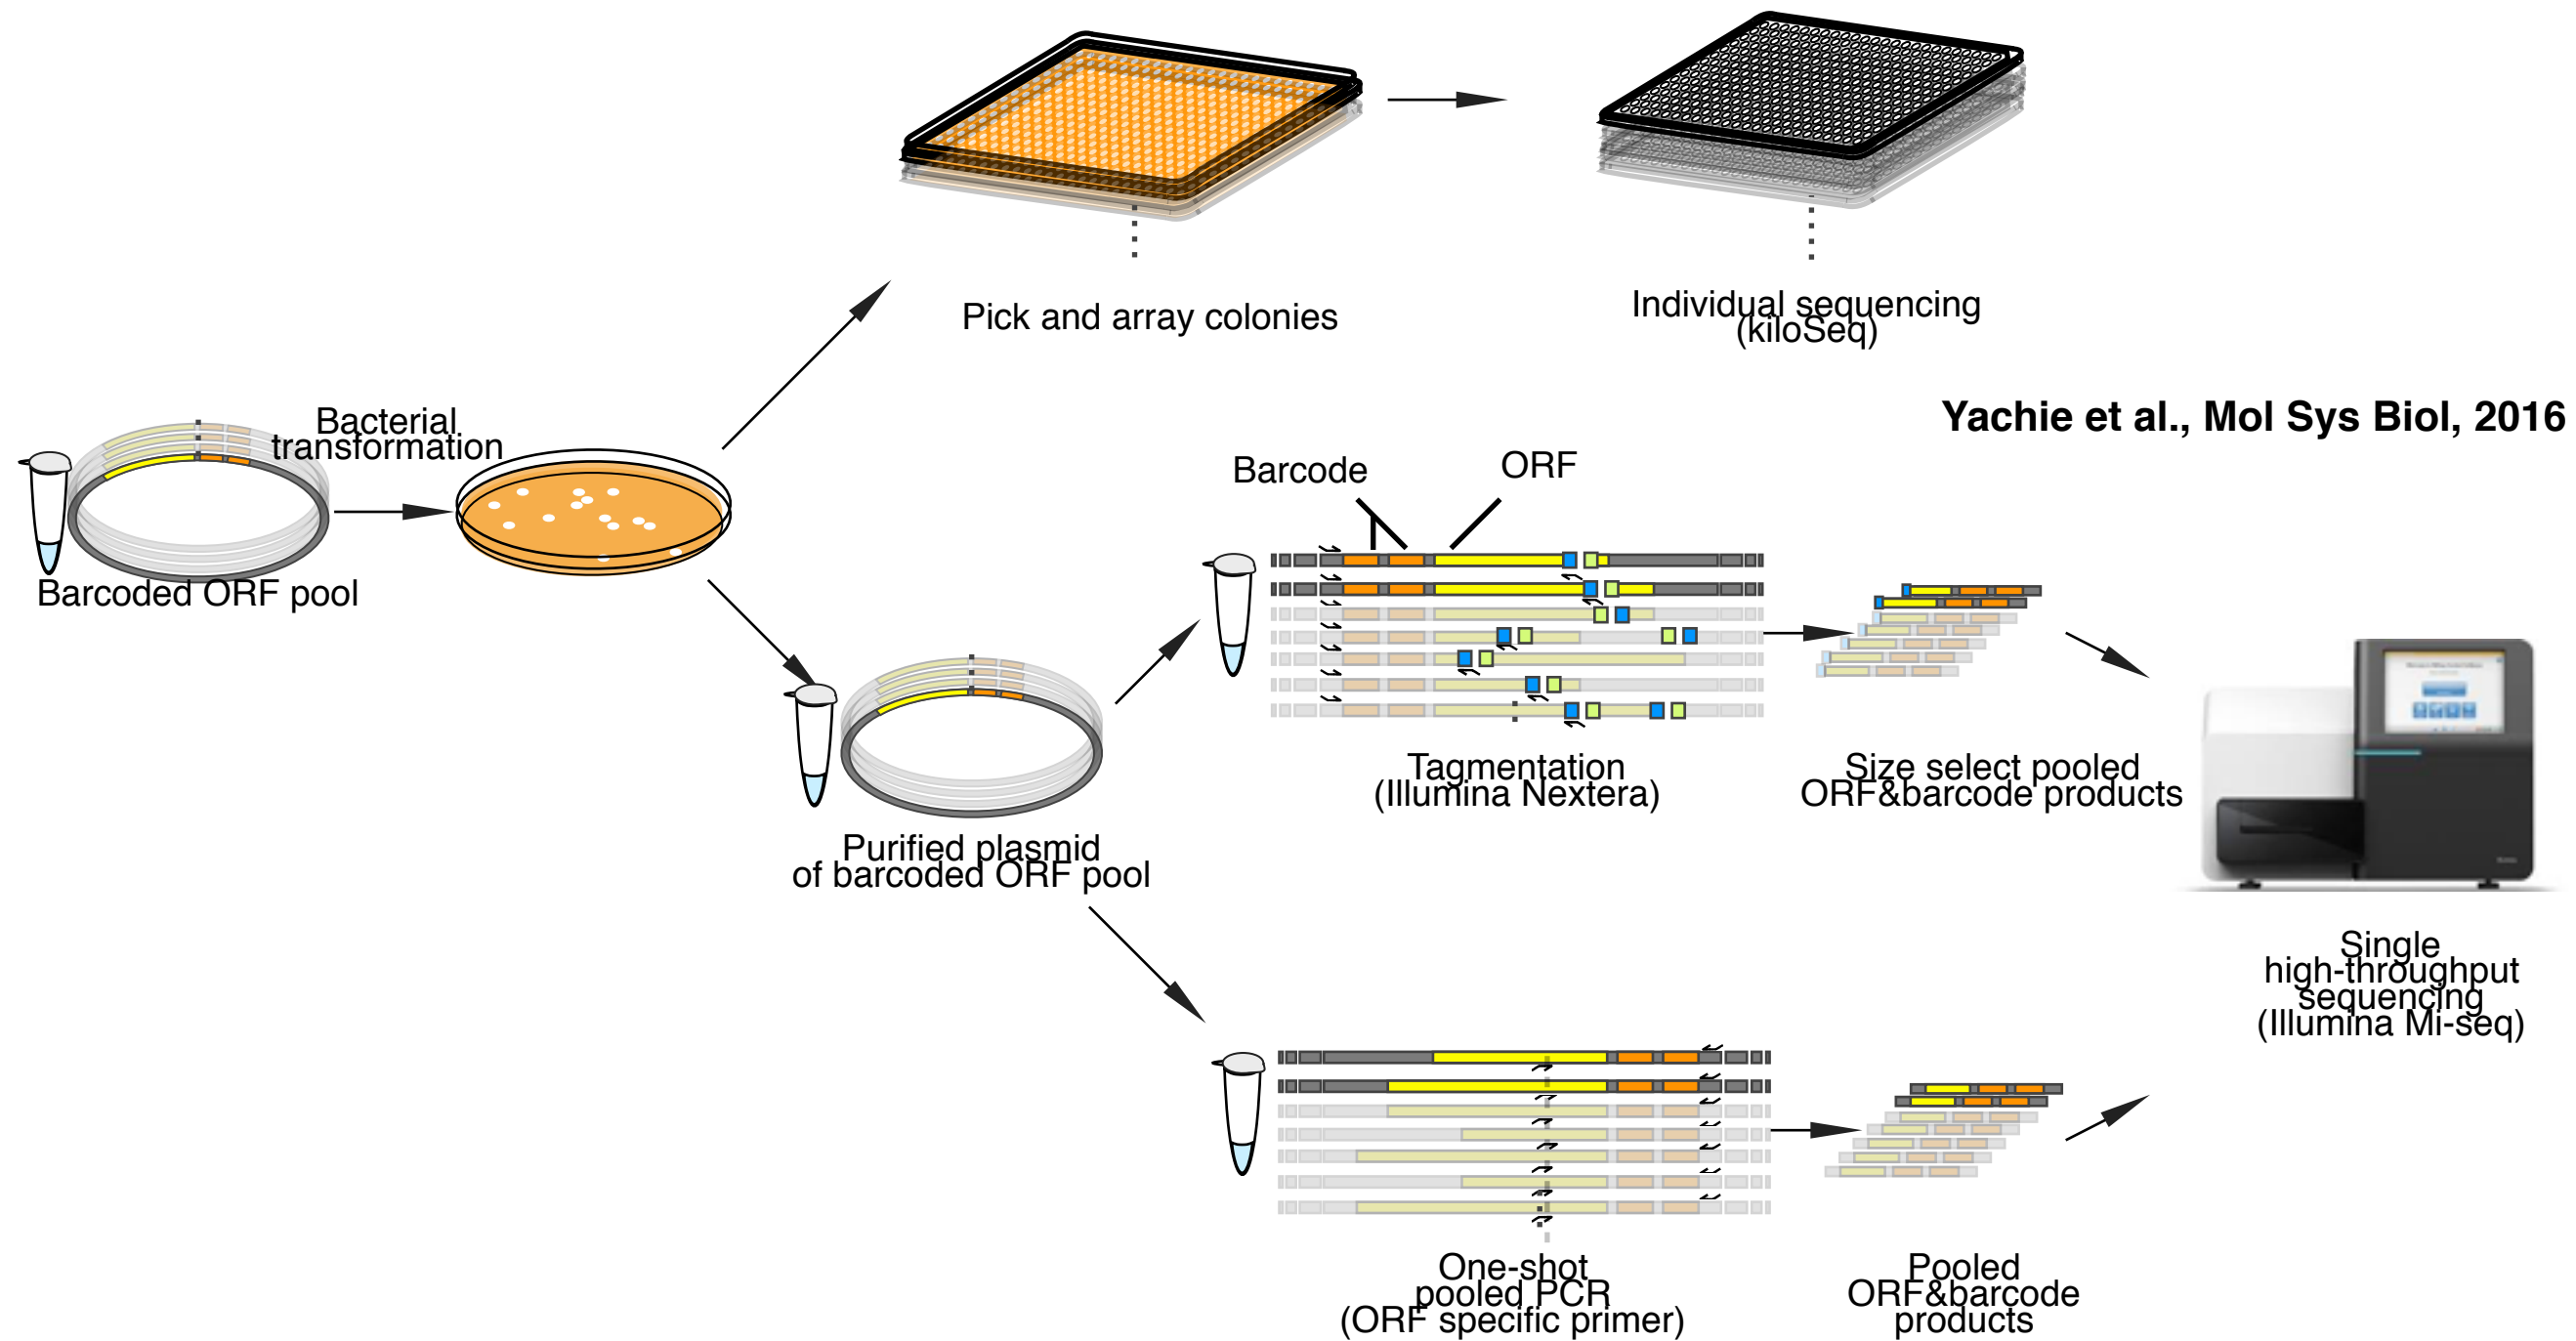 Pick and array colonies
Individual sequencing
(kiloSeq)
Yachie et al., Mol Sys Biol, 2016
Bacterial
transformation
Barcoded ORF pool
Barcode
ORF
Tagmentation
(Illumina Nextera)
Size select pooled
ORF&barcode products
Purified plasmid
of barcoded ORF pool
Single
high-throughput
sequencing
(Illumina Mi-seq)
One-shot
pooled PCR
(ORF specific primer)
Pooled
ORF&barcode
products